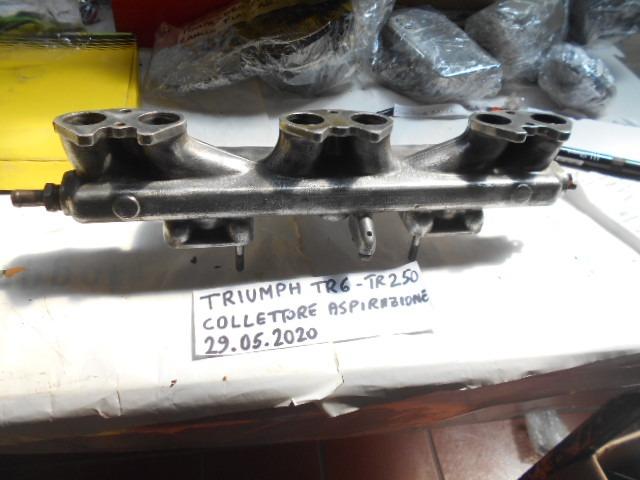 TRIUMPH TR6-TR250
COLLETTORE ASPIRAZIONE
29.05.2020